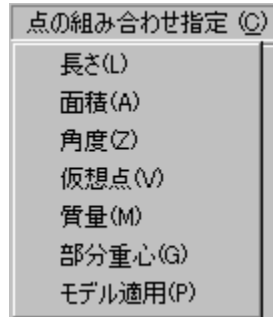 点の組み合わせ指定 (C)
長さ(L)
面積(A)
角度(Z)
仮想点(V)
質量(M)
部分重心(G)
モデル適用(P)